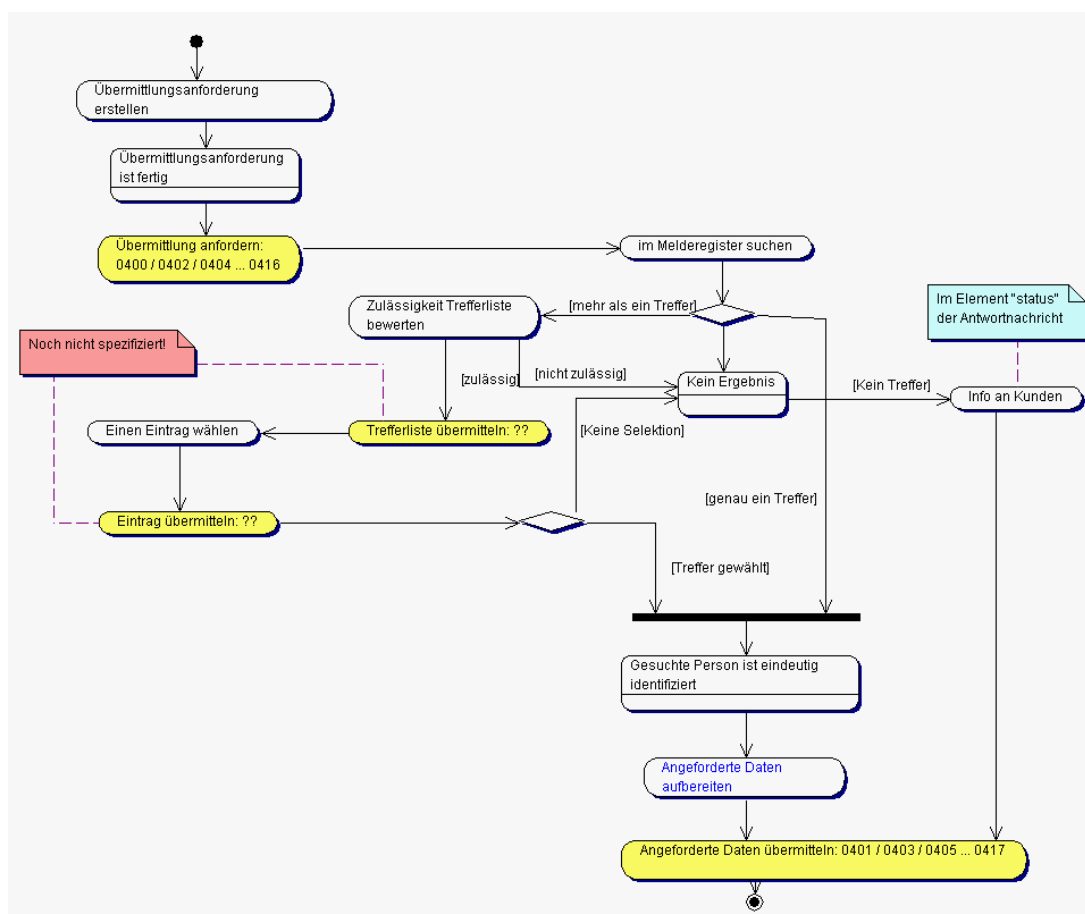 Übermittlungsanforderung
erstellen
Übermittlungsanforderung
ist fertig
Übermittlung anfordern:
0400 / 0402 / 0404 ... 0416
im Melderegister suchen
Im Element "status"
der Antwortnachricht
Zulässigkeit Trefferliste
bewerten
[mehr als ein Treffer]
Noch nicht spezifiziert!
[zulässig]
[nicht zulässig]
Kein Ergebnis
[Kein Treffer]
Info an Kunden
Einen Eintrag wählen
Trefferliste übermitteln: ??
[Keine Selektion]
[genau ein Treffer]
Eintrag übermitteln: ??
[Treffer gewählt]
Gesuchte Person ist eindeutig
identifiziert
Angeforderte Daten
aufbereiten
Angeforderte Daten übermitteln: 0401 / 0403 / 0405 ... 0417